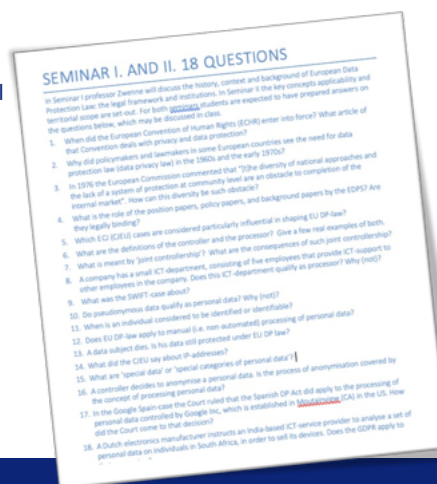 SEMINAR I. AND II. 18 QUESTIONS
In Seminar I professor Zwenne will discuss the history, context and background of European Data
Protection Law: the legal framework and institutions. In Seminar II the key concepts applicability and
territorial scope are set-out. For both seminars students are expected to have prepared answers on
the questions below, which may be discussed in class.
1. When did the European Convention of Human Rights (ECHR) enter into force? What article of
that Convention deals with privacy and data protection?
2. Why did policymakers and lawmakers in some European countries see the need for data
protection law (data privacy law) in the 1960s and the early 1970s?
3. In 1976 the European Commission commented that "[t]he diversity of national approaches and
the lack of a system of protection at community level are an obstacle to completion of the
internal market". How can this diversity be such obstacle?
4. What is the role of the position papers, policy papers, and background papers by the EDPS? Are
they legally binding?
5. Which ECJ (CJEU) cases are considered particularly influential in shaping EU DP-law?
6. What are the definitions of the controller and the processor? Give a few real examples of both.
7. What is meant by 'joint controllership'? What are the consequences of such joint controllership?
8. A company has a small ICT-department, consisting of five employees that provide ICT-support to
other employees in the company. Does this ICT-department qualify as processor? Why (not)?
9. What was the SWIFT-case about?
10. Do pseudonymous data qualify as personal data? Why (not)?
11. When is an individual considered to be identified or identifiable?
12. Does EU DP-law apply to manual (i.e. non automated) processing of personal data?
13. A data subject dies. Is his data still protected under EU DP law?
14. What did the CJEU say about IP-addresses?
15. What are 'special data' or 'special categories of personal data'?
16. A controller decides to anonymise a personal data. Is the process of anonymisation covered by
the concept of processing personal data?
17. In the Google Spain-case the Court ruled that the Spanish DP Act did apply to the processing of
personal data controlled by Google Inc, which is established in Moutainview (CA) in the US. How
did the Court come to that decision?
18. A Dutch electronics manufacturer instructs an India-based ICT-service provider to analyse a set of
personal data on individuals in South Africa, in order to sell its devices. Does the GDPR apply to